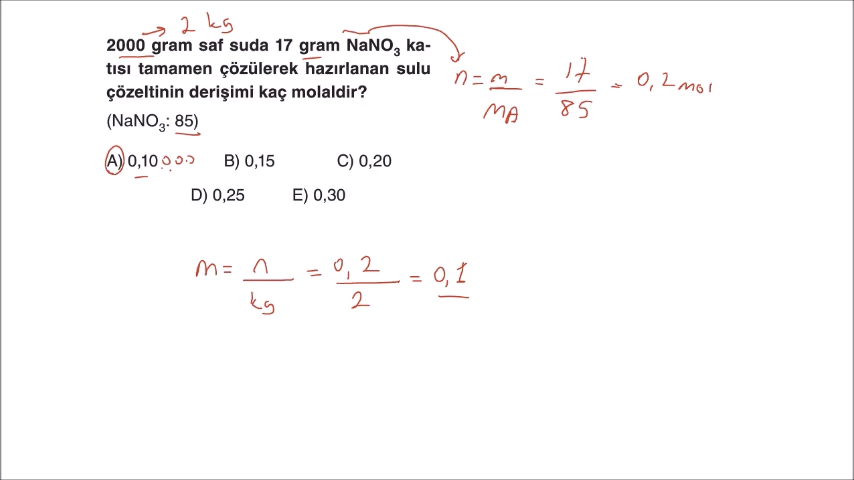 → 2 kg
2000 gram saf suda 17 gram NaNO₃ ka-
tısı tamamen çözülerek hazırlanan sulu
çözeltinin derişimi kaç molaldir?
(NaNO₃: 85)
A) 0,10000 B) 0,15 C) 0,20
D) 0,25 E) 0,30
n = m / MA = 17 / 85 = 0,2 mol
m = n / kg = 0,2 / 2 = 0,1